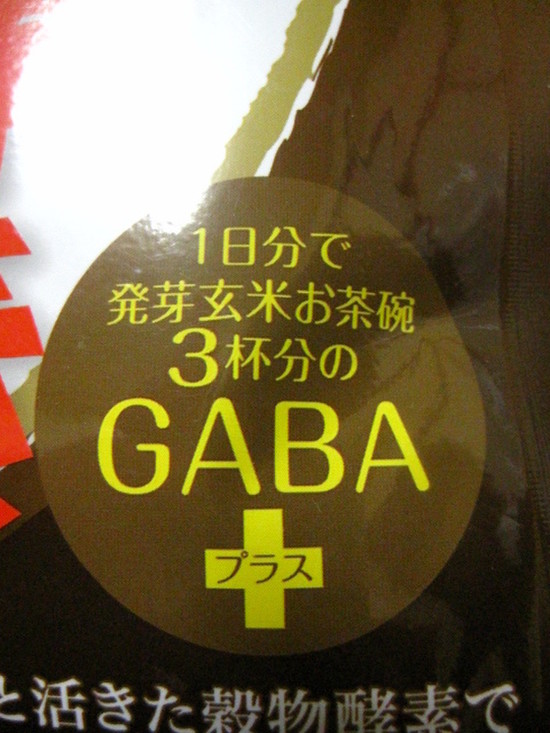 1日分で
発芽玄米お茶碗
3杯分の
GABA
プラス
と活きた穀物酵素で